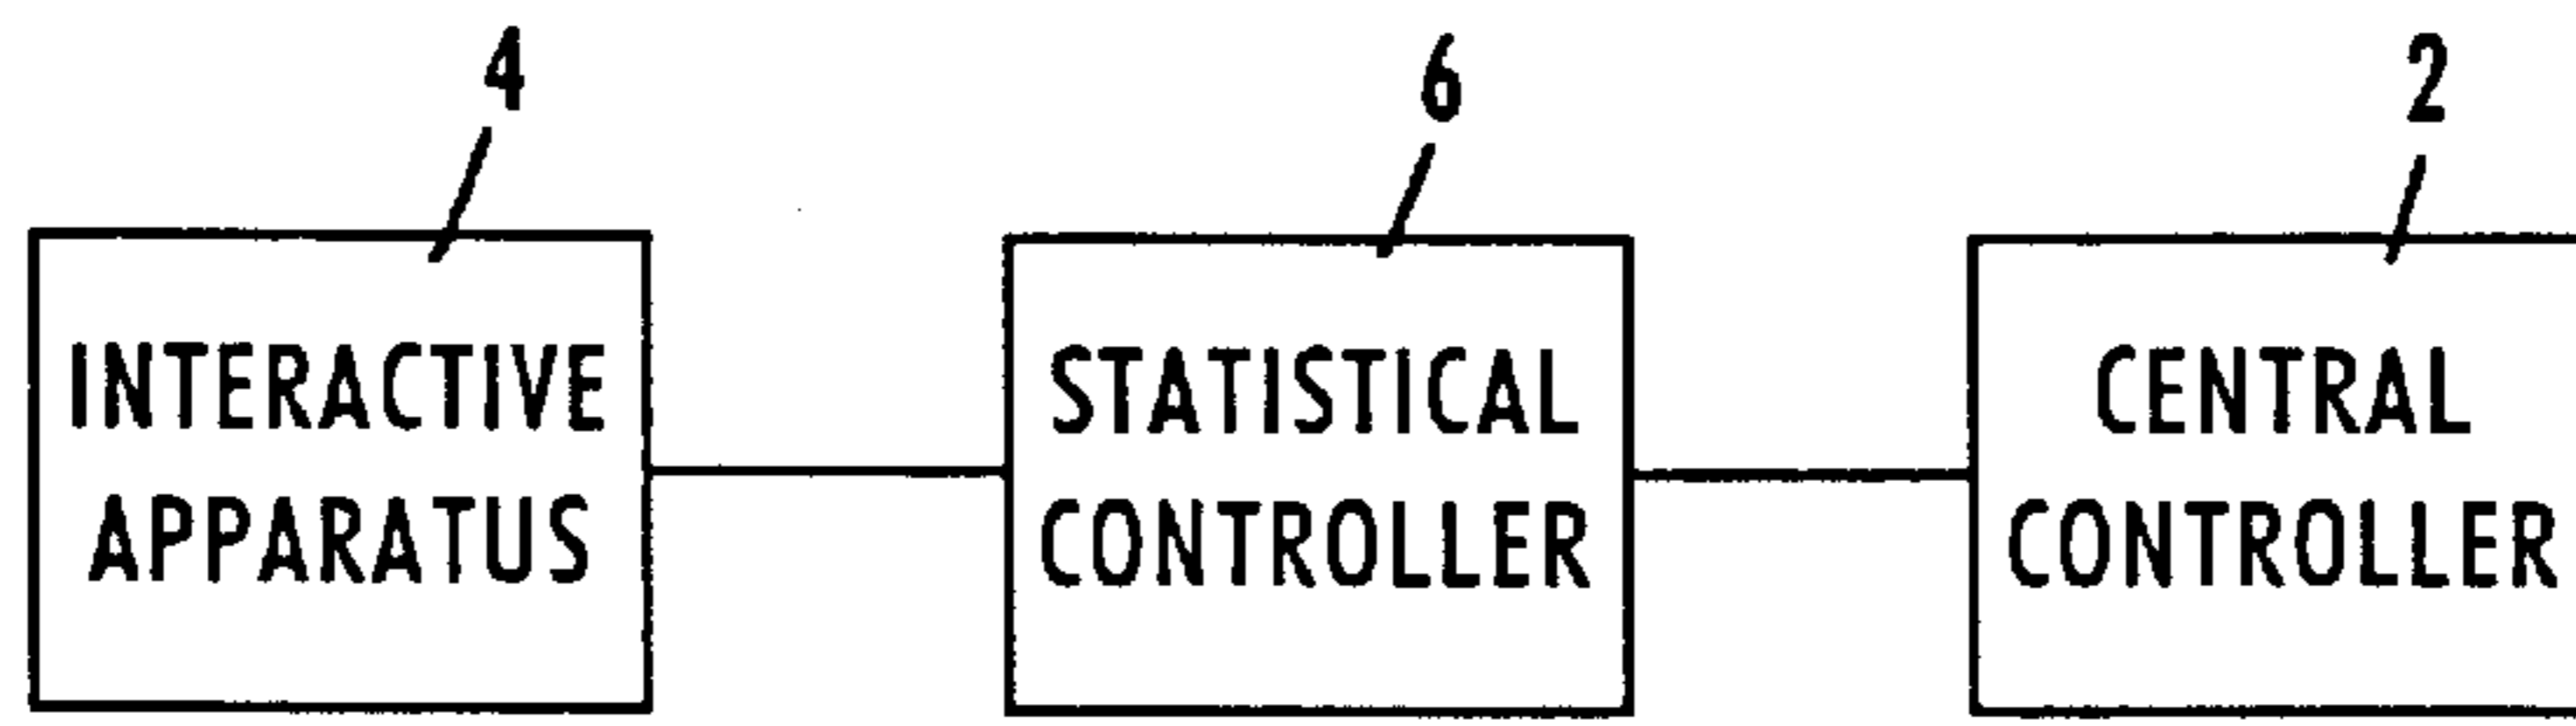 4
6
2
INTERACTIVE
APPARATUS
STATISTICAL
CONTROLLER
CENTRAL
CONTROLLER